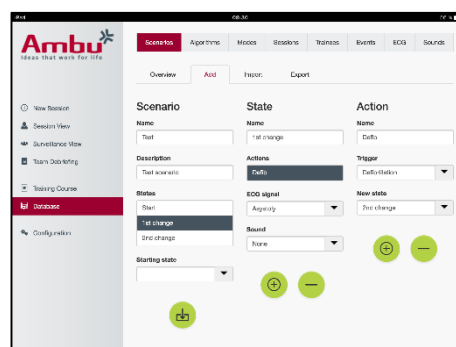 iPad 08:30
Ambu
Ideas that work for life
Scenarios Algorithms Modes Sessions Trainees Events ECG Sounds
Overview Add Import Export
New Session
Session View
Surveillance View
Team Debriefing
Training Course
Database
Configuration
Scenario State Action
Name Name Name
Test 1st change Defib
Description Actions Trigger
Test scenario Defib Defibrillation
States ECG signal New state
Start Asystoly 2nd change
1st change Sound
2nd change None
Starting state